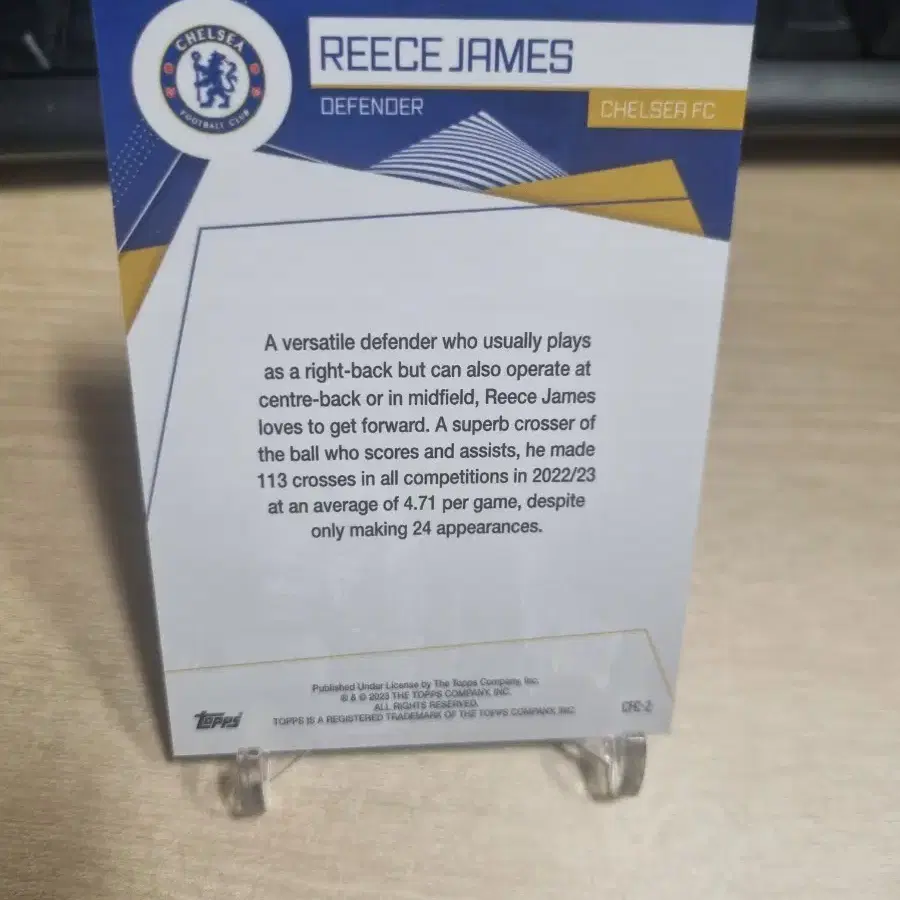 CHELSEA
FOOTBALL CLUB
REECE JAMES
DEFENDER
CHELSEA FC
A versatile defender who usually plays
as a right-back but can also operate at
centre-back or in midfield, Reece James
loves to get forward. A superb crosser of
the ball who scores and assists, he made
113 crosses in all competitions in 2022/23
at an average of 4.71 per game, despite
only making 24 appearances.
Published Under License by The Topps Company, Inc.
® & © 2023 THE TOPPS COMPANY, INC.
ALL RIGHTS RESERVED.
TOPPS IS A REGISTERED TRADEMARK OF THE TOPPS COMPANY, INC.
Topps
CFC-2